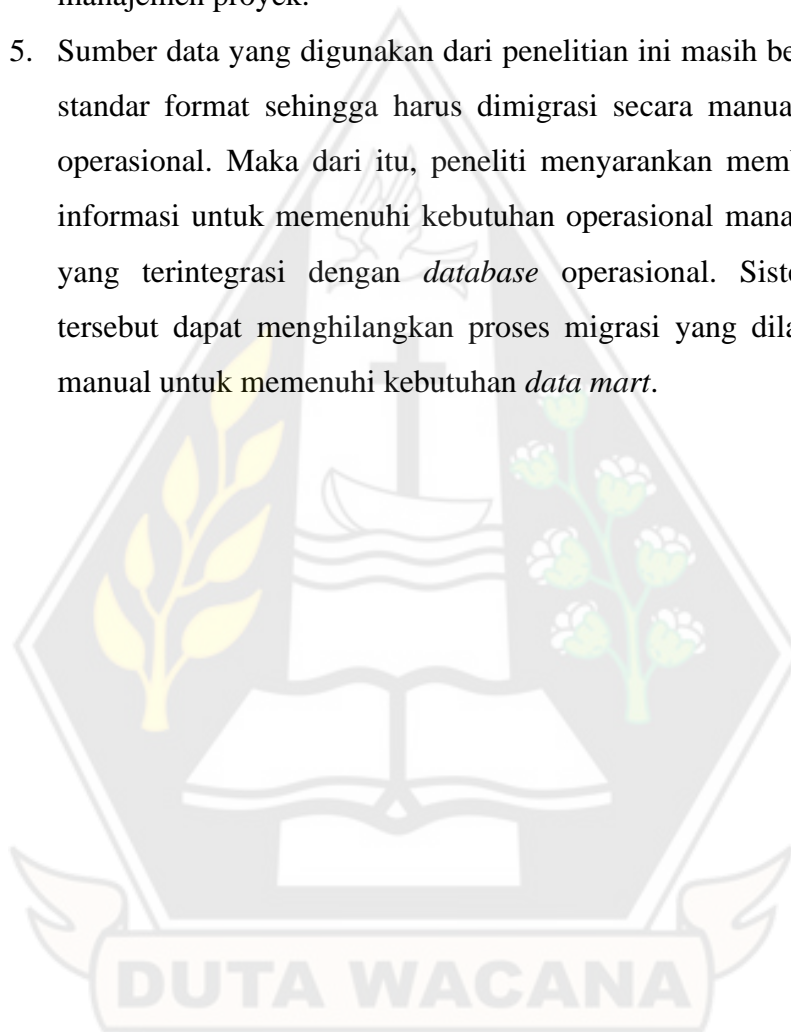 manajemen proyek.
5. Sumber data yang digunakan dari penelitian ini masih be
standar format sehingga harus dimigrasi secara manua
operasional. Maka dari itu, peneliti menyarankan mem
informasi untuk memenuhi kebutuhan operasional mana
yang terintegrasi dengan database operasional. Sist
tersebut dapat menghilangkan proses migrasi yang dila
manual untuk memenuhi kebutuhan data mart.
DUTA WACANA